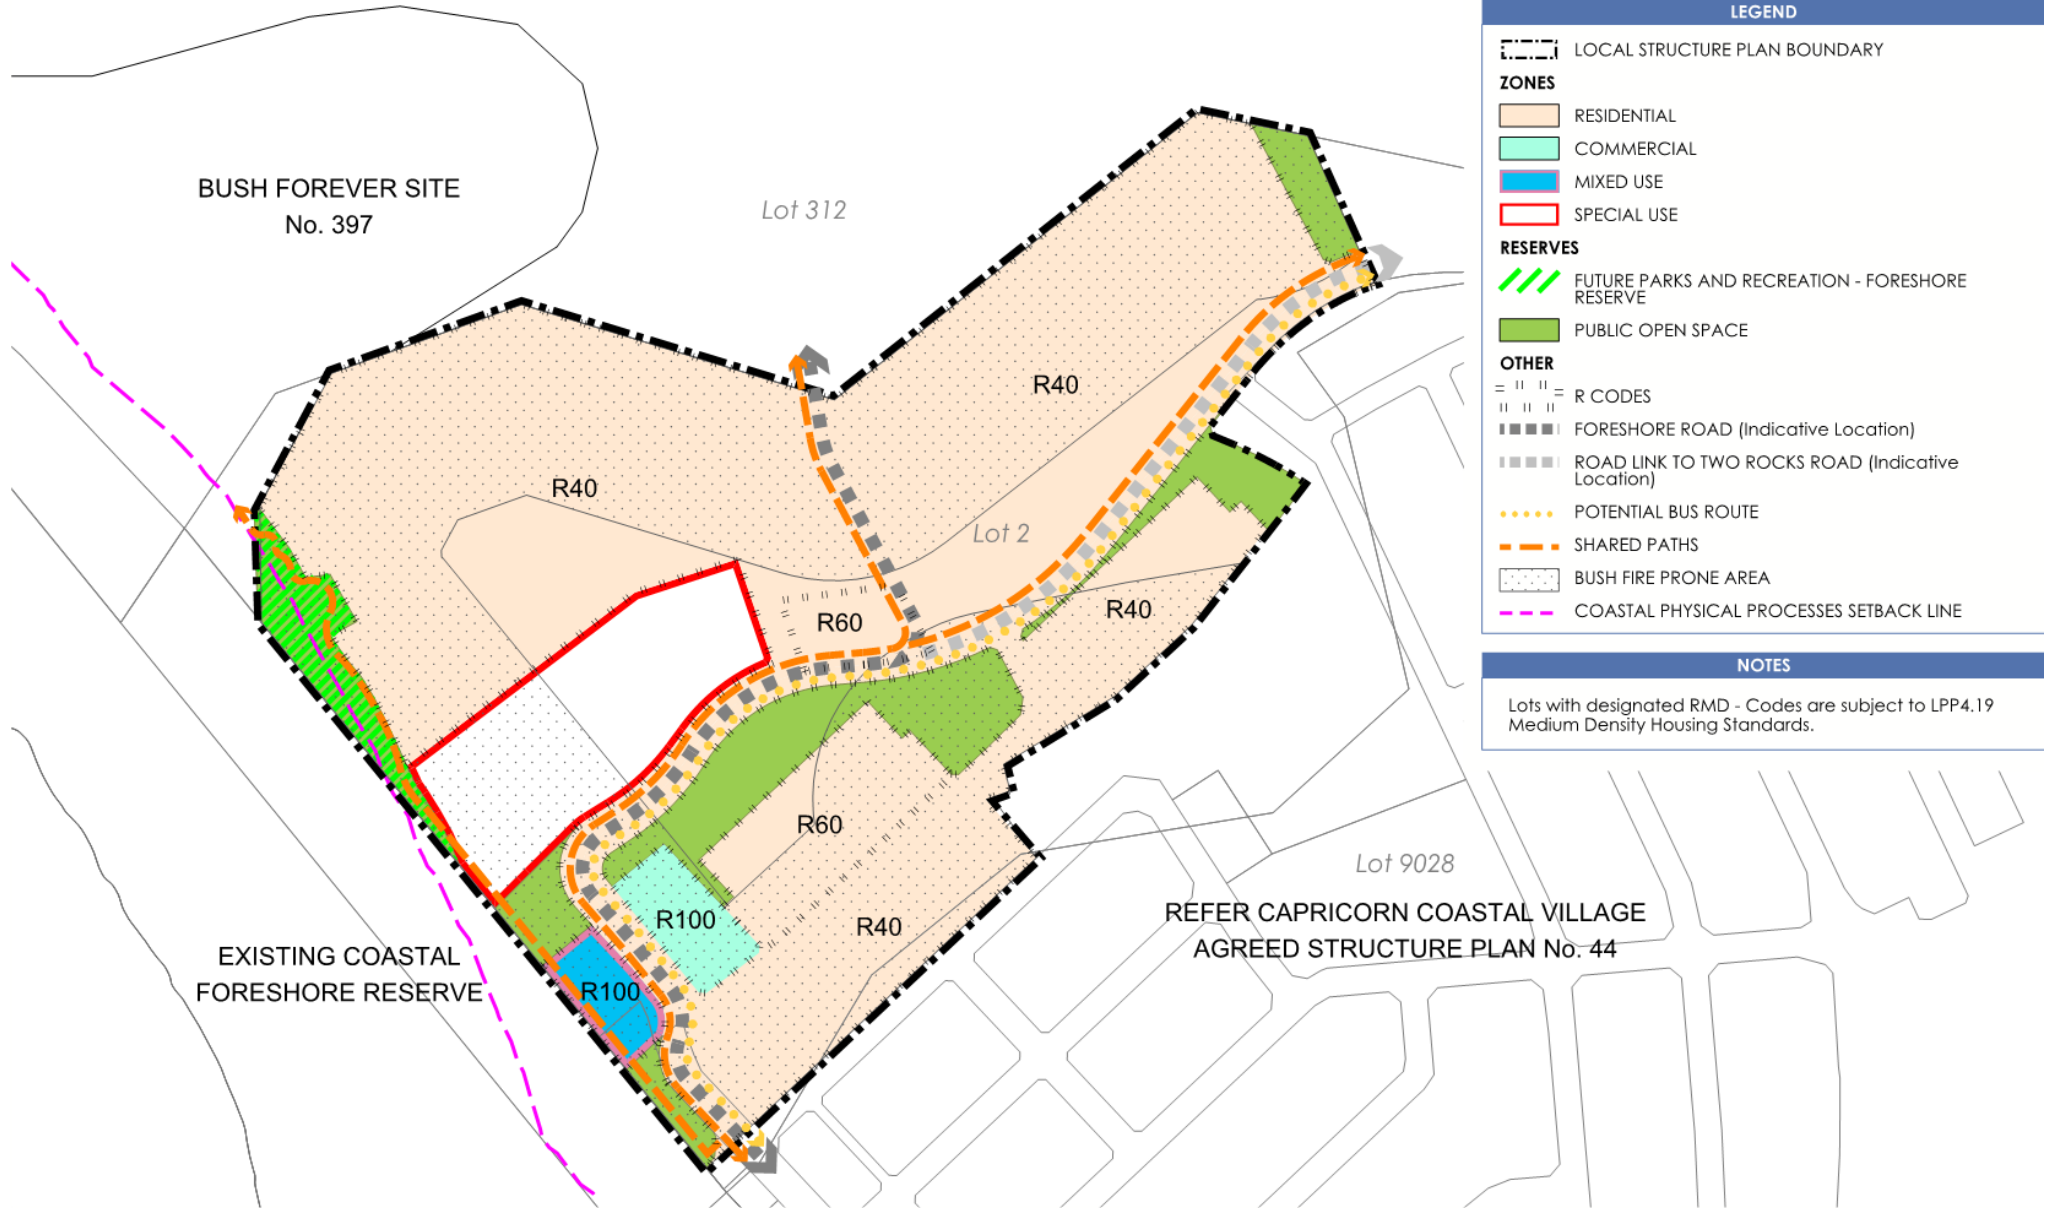 BUSH FOREVER SITE
No. 397
Lot 312
R40
R40
Lot 2
R60
R40
R60
R100
R40
R100
EXISTING COASTAL
FORESHORE RESERVE
Lot 9028
REFER CAPRICORN COASTAL VILLAGE
AGREED STRUCTURE PLAN No. 44
LEGEND
LOCAL STRUCTURE PLAN BOUNDARY
ZONES
RESIDENTIAL
COMMERCIAL
MIXED USE
SPECIAL USE
RESERVES
FUTURE PARKS AND RECREATION - FORESHORE
RESERVE
PUBLIC OPEN SPACE
OTHER
R CODES
FORESHORE ROAD (Indicative Location)
ROAD LINK TO TWO ROCKS ROAD (Indicative
Location)
POTENTIAL BUS ROUTE
SHARED PATHS
BUSH FIRE PRONE AREA
COASTAL PHYSICAL PROCESSES SETBACK LINE
NOTES
Lots with designated RMD - Codes are subject to LPP4.19
Medium Density Housing Standards.